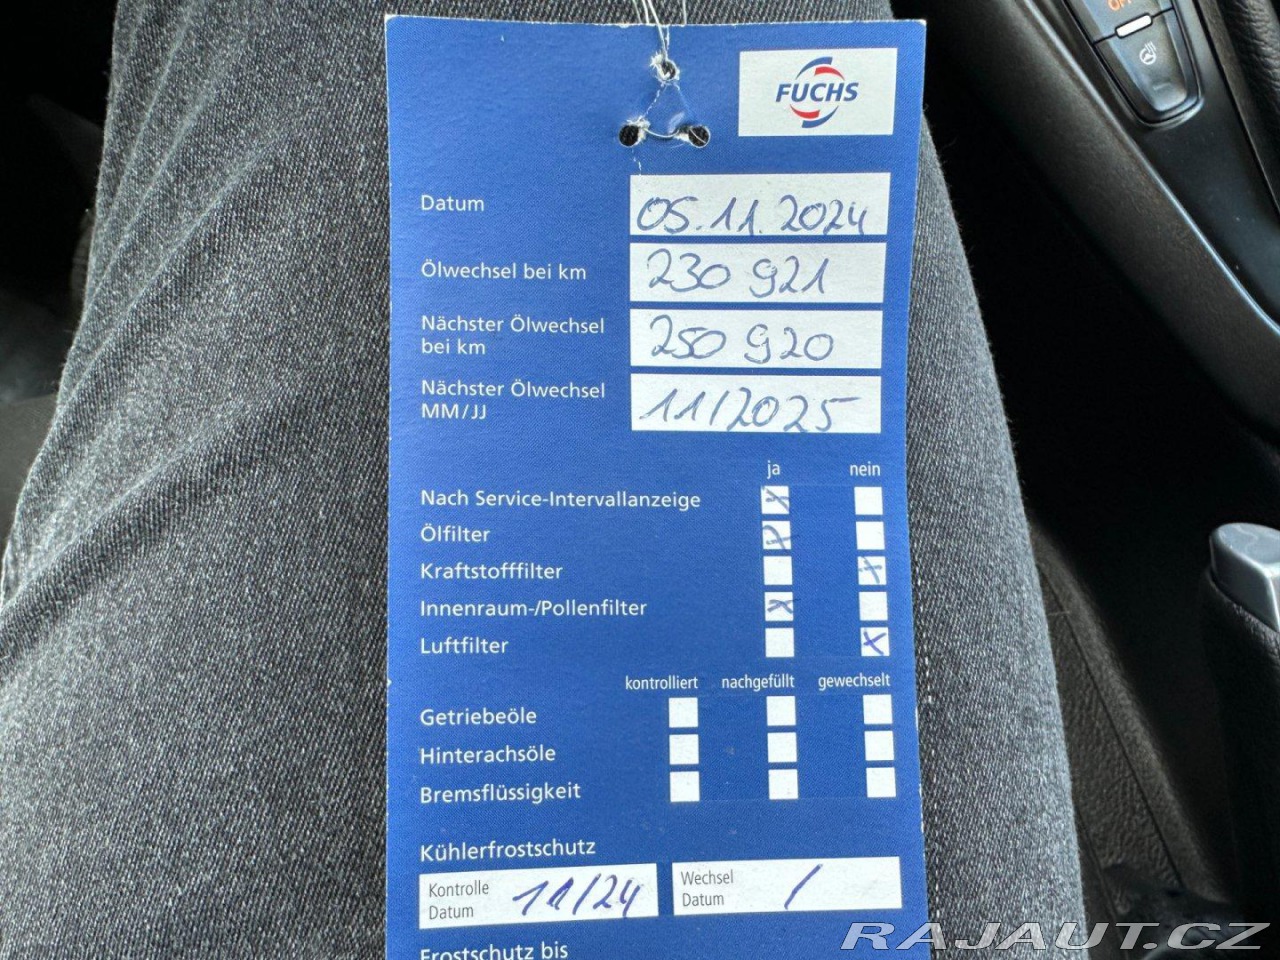 FUCHS
Datum 05.11.2024
Ölwechsel bei km 230 921
Nächster Ölwechsel
bei km 250 920
Nächster Ölwechsel
MM/JJ 11/2025
ja nein
Nach Service-Intervallanzeige x
Ölfilter x
Kraftstofffilter x
Innenraum-/Pollenfilter x
Luftfilter x
kontrolliert nachgefüllt gewechselt
Getriebeöle
Hinterachsöle
Bremsflüssigkeit
Kühlerfrostschutz
Kontrolle
Datum 11/24
Wechsel
Datum /
Frostschutz bis
RAJAUT.CZ